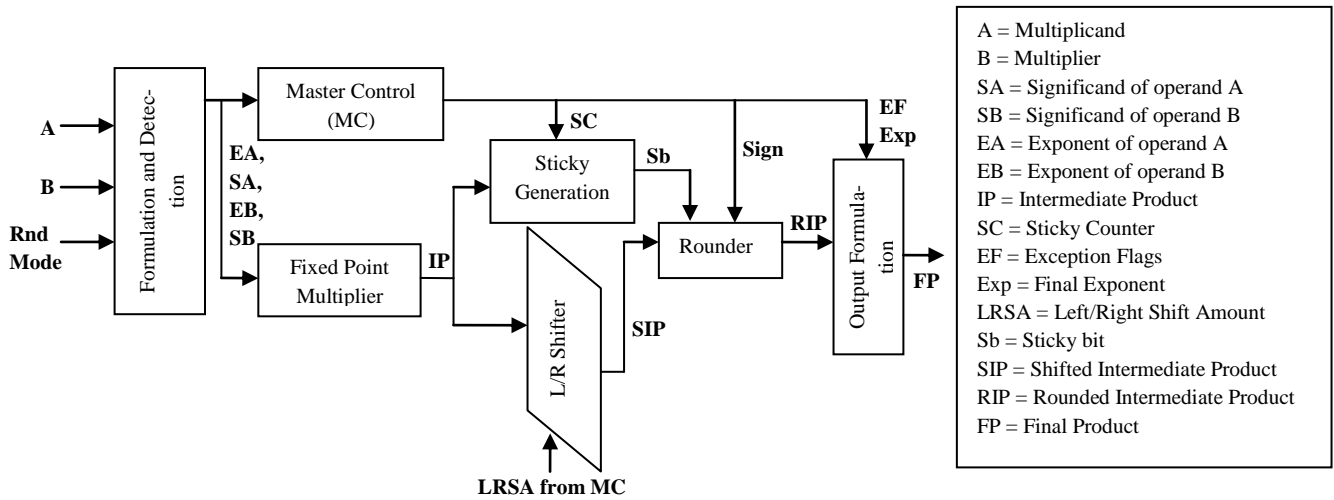 A
B
Rnd
Mode
Formulation and Detec-
tion
EA,
SA,
EB,
SB
Master Control
(MC)
Fixed Point
Multiplier
IP
SC
Sticky
Generation
Sb
L/R Shifter
LRSA from MC
SIP
Sign
Rounder
RIP
EF
Exp
Output Formula-
tion
FP
A = Multiplicand
B = Multiplier
SA = Significand of operand A
SB = Significand of operand B
EA = Exponent of operand A
EB = Exponent of operand B
IP = Intermediate Product
SC = Sticky Counter
EF = Exception Flags
Exp = Final Exponent
LRSA = Left/Right Shift Amount
Sb = Sticky bit
SIP = Shifted Intermediate Product
RIP = Rounded Intermediate Product
FP = Final Product